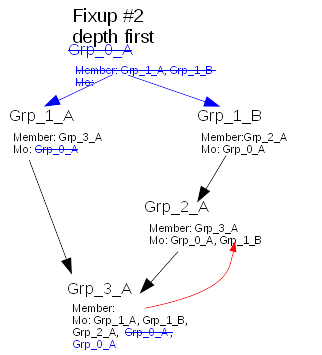 Fixup #2
depth first
Grp_0_A
Member: Grp_1_A, Grp_1_B
Mo:
Grp_1_A
Member: Grp_3_A
Mo: Grp_0_A
Grp_1_B
Member:Grp_2_A
Mo: Grp_0_A
Grp_2_A
Member: Grp_3_A
Mo: Grp_0_A, Grp_1_B
Grp_3_A
Member:
Mo: Grp_1_A, Grp_1_B,
Grp_2_A, Grp_0_A,
Grp_0_A